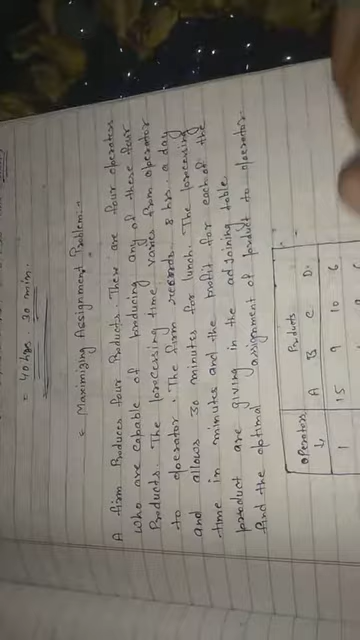 = 40 hrs. 30 min.
= Maximizing Assignment Problem:-
A firm Produces four Products. There are four operators
who are capable of producing any of these four
Products. The processing time varies from operator
to operator. The firm records 8 hrs. a day
and allows 30 minutes for lunch. The processing
time in minutes and the profit for each of the
product are giving in the adjoining table.
find the optimal assignment of product to operator.
operators Products
↓ A B C D
1 15 9 10 6